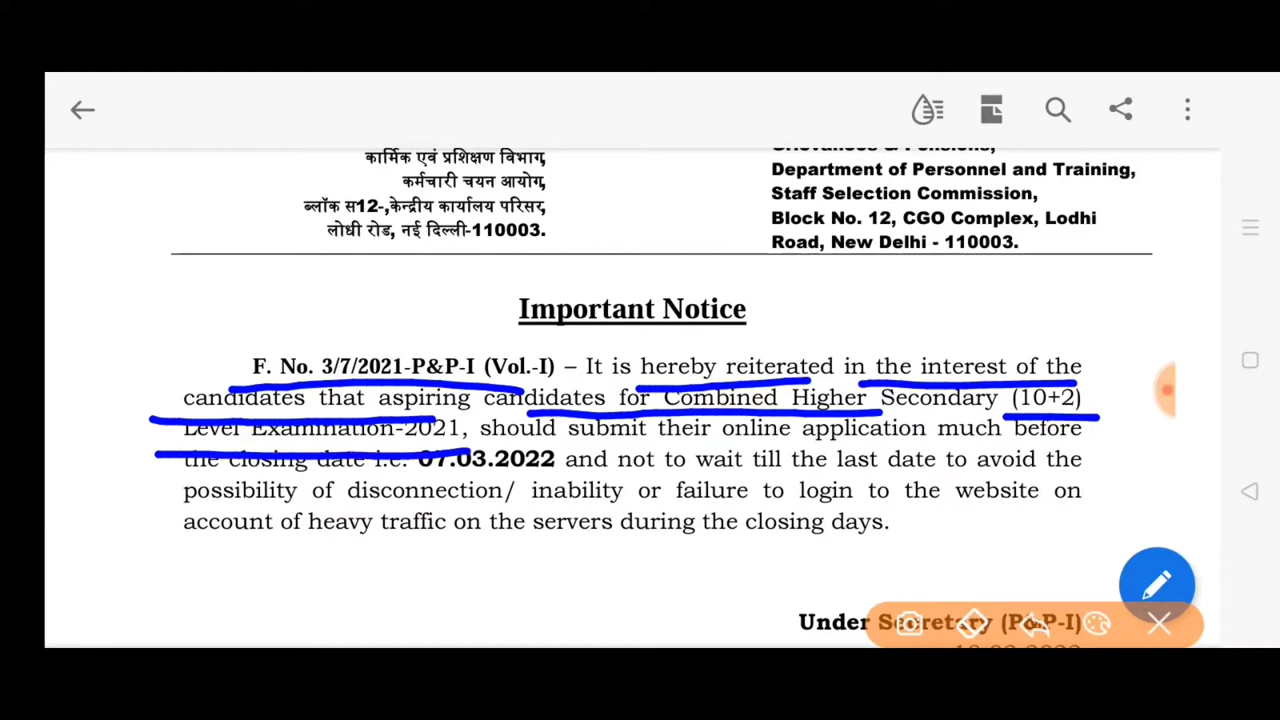 कार्मिक एवं प्रशिक्षण विभाग,
कर्मचारी चयन आयोग,
ब्लॉक स12-,केन्द्रीय कार्यालय परिसर,
लोधी रोड, नई दिल्ली-110003.
Grievances & Pensions,
Department of Personnel and Training,
Staff Selection Commission,
Block No. 12, CGO Complex, Lodhi
Road, New Delhi - 110003.
Important Notice
F. No. 3/7/2021-P&P-I (Vol.-I) – It is hereby reiterated in the interest of the
candidates that aspiring candidates for Combined Higher Secondary (10+2)
Level Examination-2021, should submit their online application much before
the closing date i.e. 07.03.2022 and not to wait till the last date to avoid the
possibility of disconnection/ inability or failure to login to the website on
account of heavy traffic on the servers during the closing days.
Under Secretary (P&P-I)